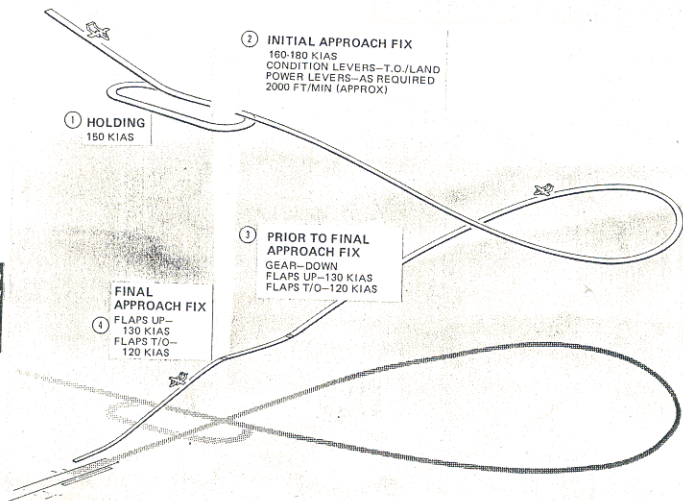 ② INITIAL APPROACH FIX
160-180 KIAS
CONDITION LEVERS—T.O./LAND
POWER LEVERS—AS REQUIRED
2000 FT/MIN (APPROX)
① HOLDING
150 KIAS
③ PRIOR TO FINAL
APPROACH FIX
GEAR—DOWN
FLAPS UP—130 KIAS
FLAPS T/O—120 KIAS
FINAL
APPROACH FIX
④ FLAPS UP—
130 KIAS
FLAPS T/O—
120 KIAS